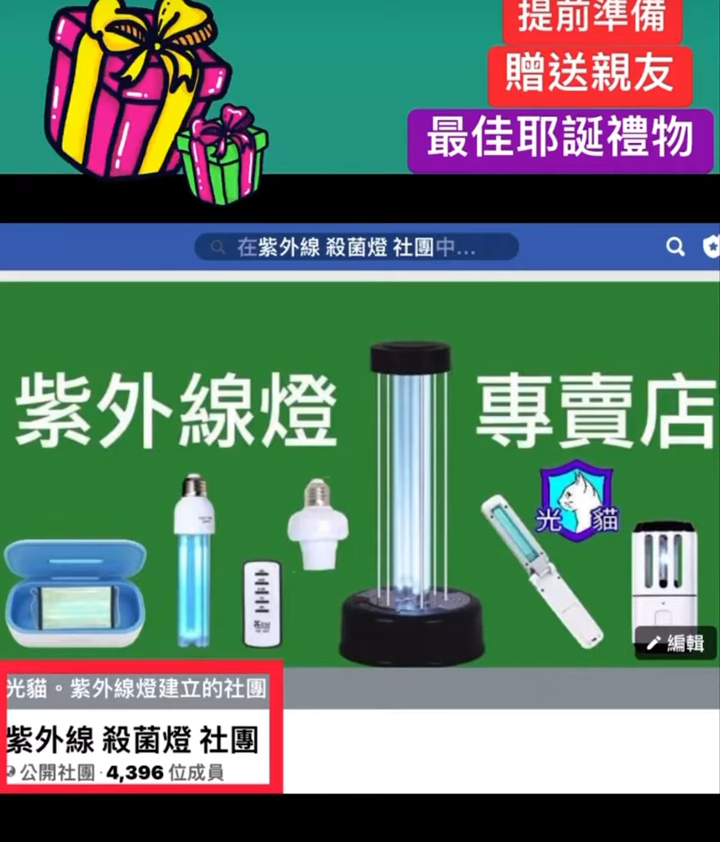 提前準備
贈送親友
最佳耶誕禮物
在紫外線 殺菌燈 社團中...
紫外線燈 專賣店
光 貓
編輯
光貓。紫外線燈建立的社團
紫外線 殺菌燈 社團
公開社團 · 4,396 位成員